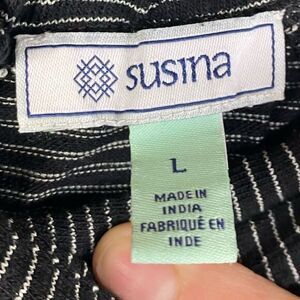 susina
L
MADE IN
INDIA
FABRIQUÉ EN
INDE